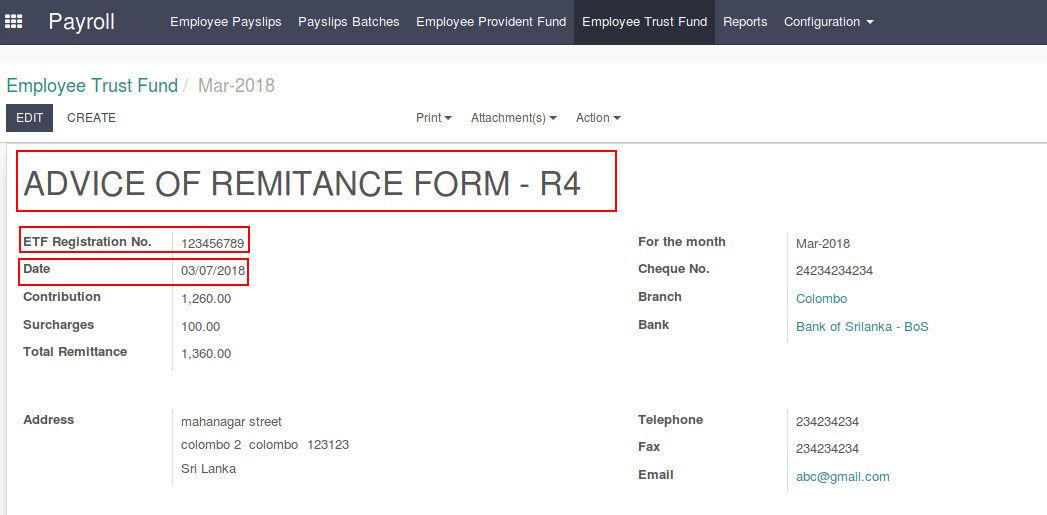 Payroll Employee Payslips Payslips Batches Employee Provident Fund Employee Trust Fund Reports Configuration
Employee Trust Fund / Mar-2018
EDIT CREATE Print Attachment(s) Action
ADVICE OF REMITANCE FORM - R4
ETF Registration No. 123456789 For the month Mar-2018
Date 03/07/2018 Cheque No. 24234234234
Contribution 1,260.00 Branch Colombo
Surcharges 100.00 Bank Bank of Srilanka - BoS
Total Remittance 1,360.00
Address mahanagar street Telephone 234234234
colombo 2 colombo 123123 Fax 234234234
Sri Lanka Email abc@gmail.com